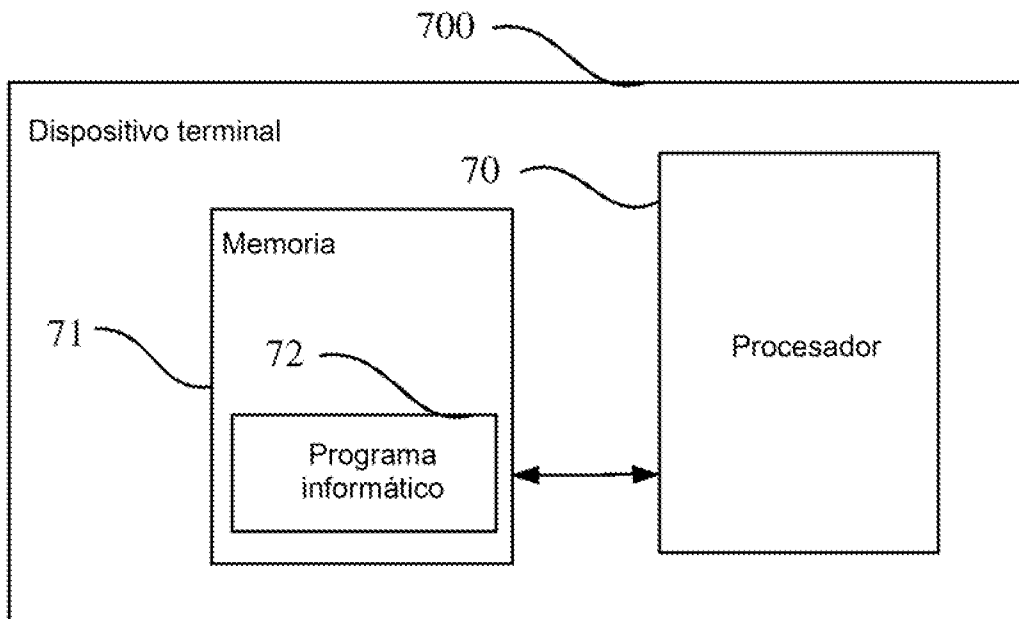 700
Dispositivo terminal
70
Memoria
71
72
Procesador
Programa
informático